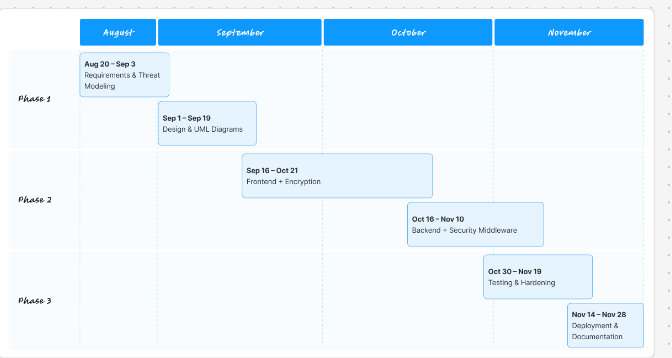 August
September
October
November
Phase 1
Aug 20 – Sep 3
Requirements & Threat
Modeling
Sep 1 – Sep 19
Design & UML Diagrams
Phase 2
Sep 16 – Oct 21
Frontend + Encryption
Oct 16 – Nov 10
Backend + Security Middleware
Phase 3
Oct 30 – Nov 19
Testing & Hardening
Nov 14 – Nov 28
Deployment &
Documentation